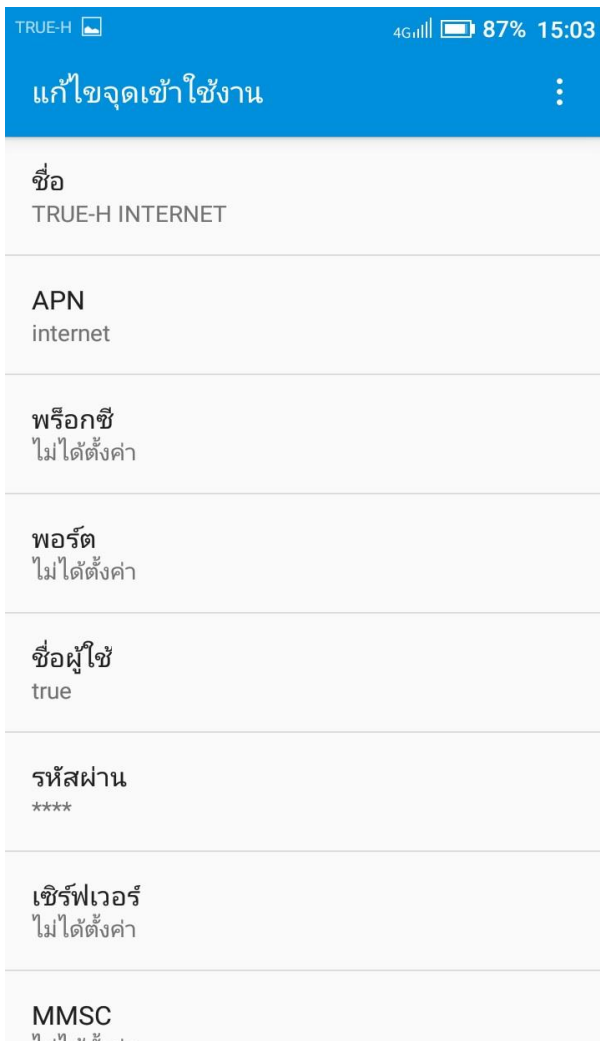 TRUE-H 4G 87% 15:03
แก้ไขจุดเข้าใช้งาน
ชื่อ
TRUE-H INTERNET
APN
internet
พร็อกซี
ไม่ได้ตั้งค่า
พอร์ต
ไม่ได้ตั้งค่า
ชื่อผู้ใช้
true
รหัสผ่าน
****
เซิร์ฟเวอร์
ไม่ได้ตั้งค่า
MMSC